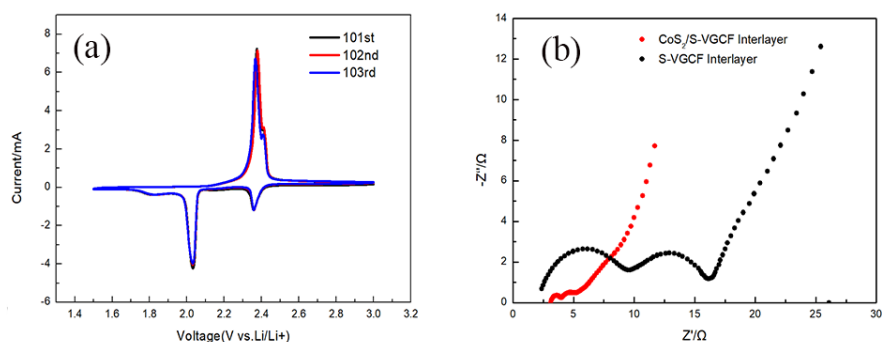 (a)
101st
102nd
103rd
8
6
4
2
0
-2
-4
-6
1.4 1.6 1.8 2.0 2.2 2.4 2.6 2.8 3.0 3.2
Current/mA
Voltage(V vs.Li/Li+)
(b)
CoS2/S-VGCF Interlayer
S-VGCF Interlayer
14
12
10
8
6
4
2
0
0 5 10 15 20 25 30
-Z''/Ω
Z'/Ω